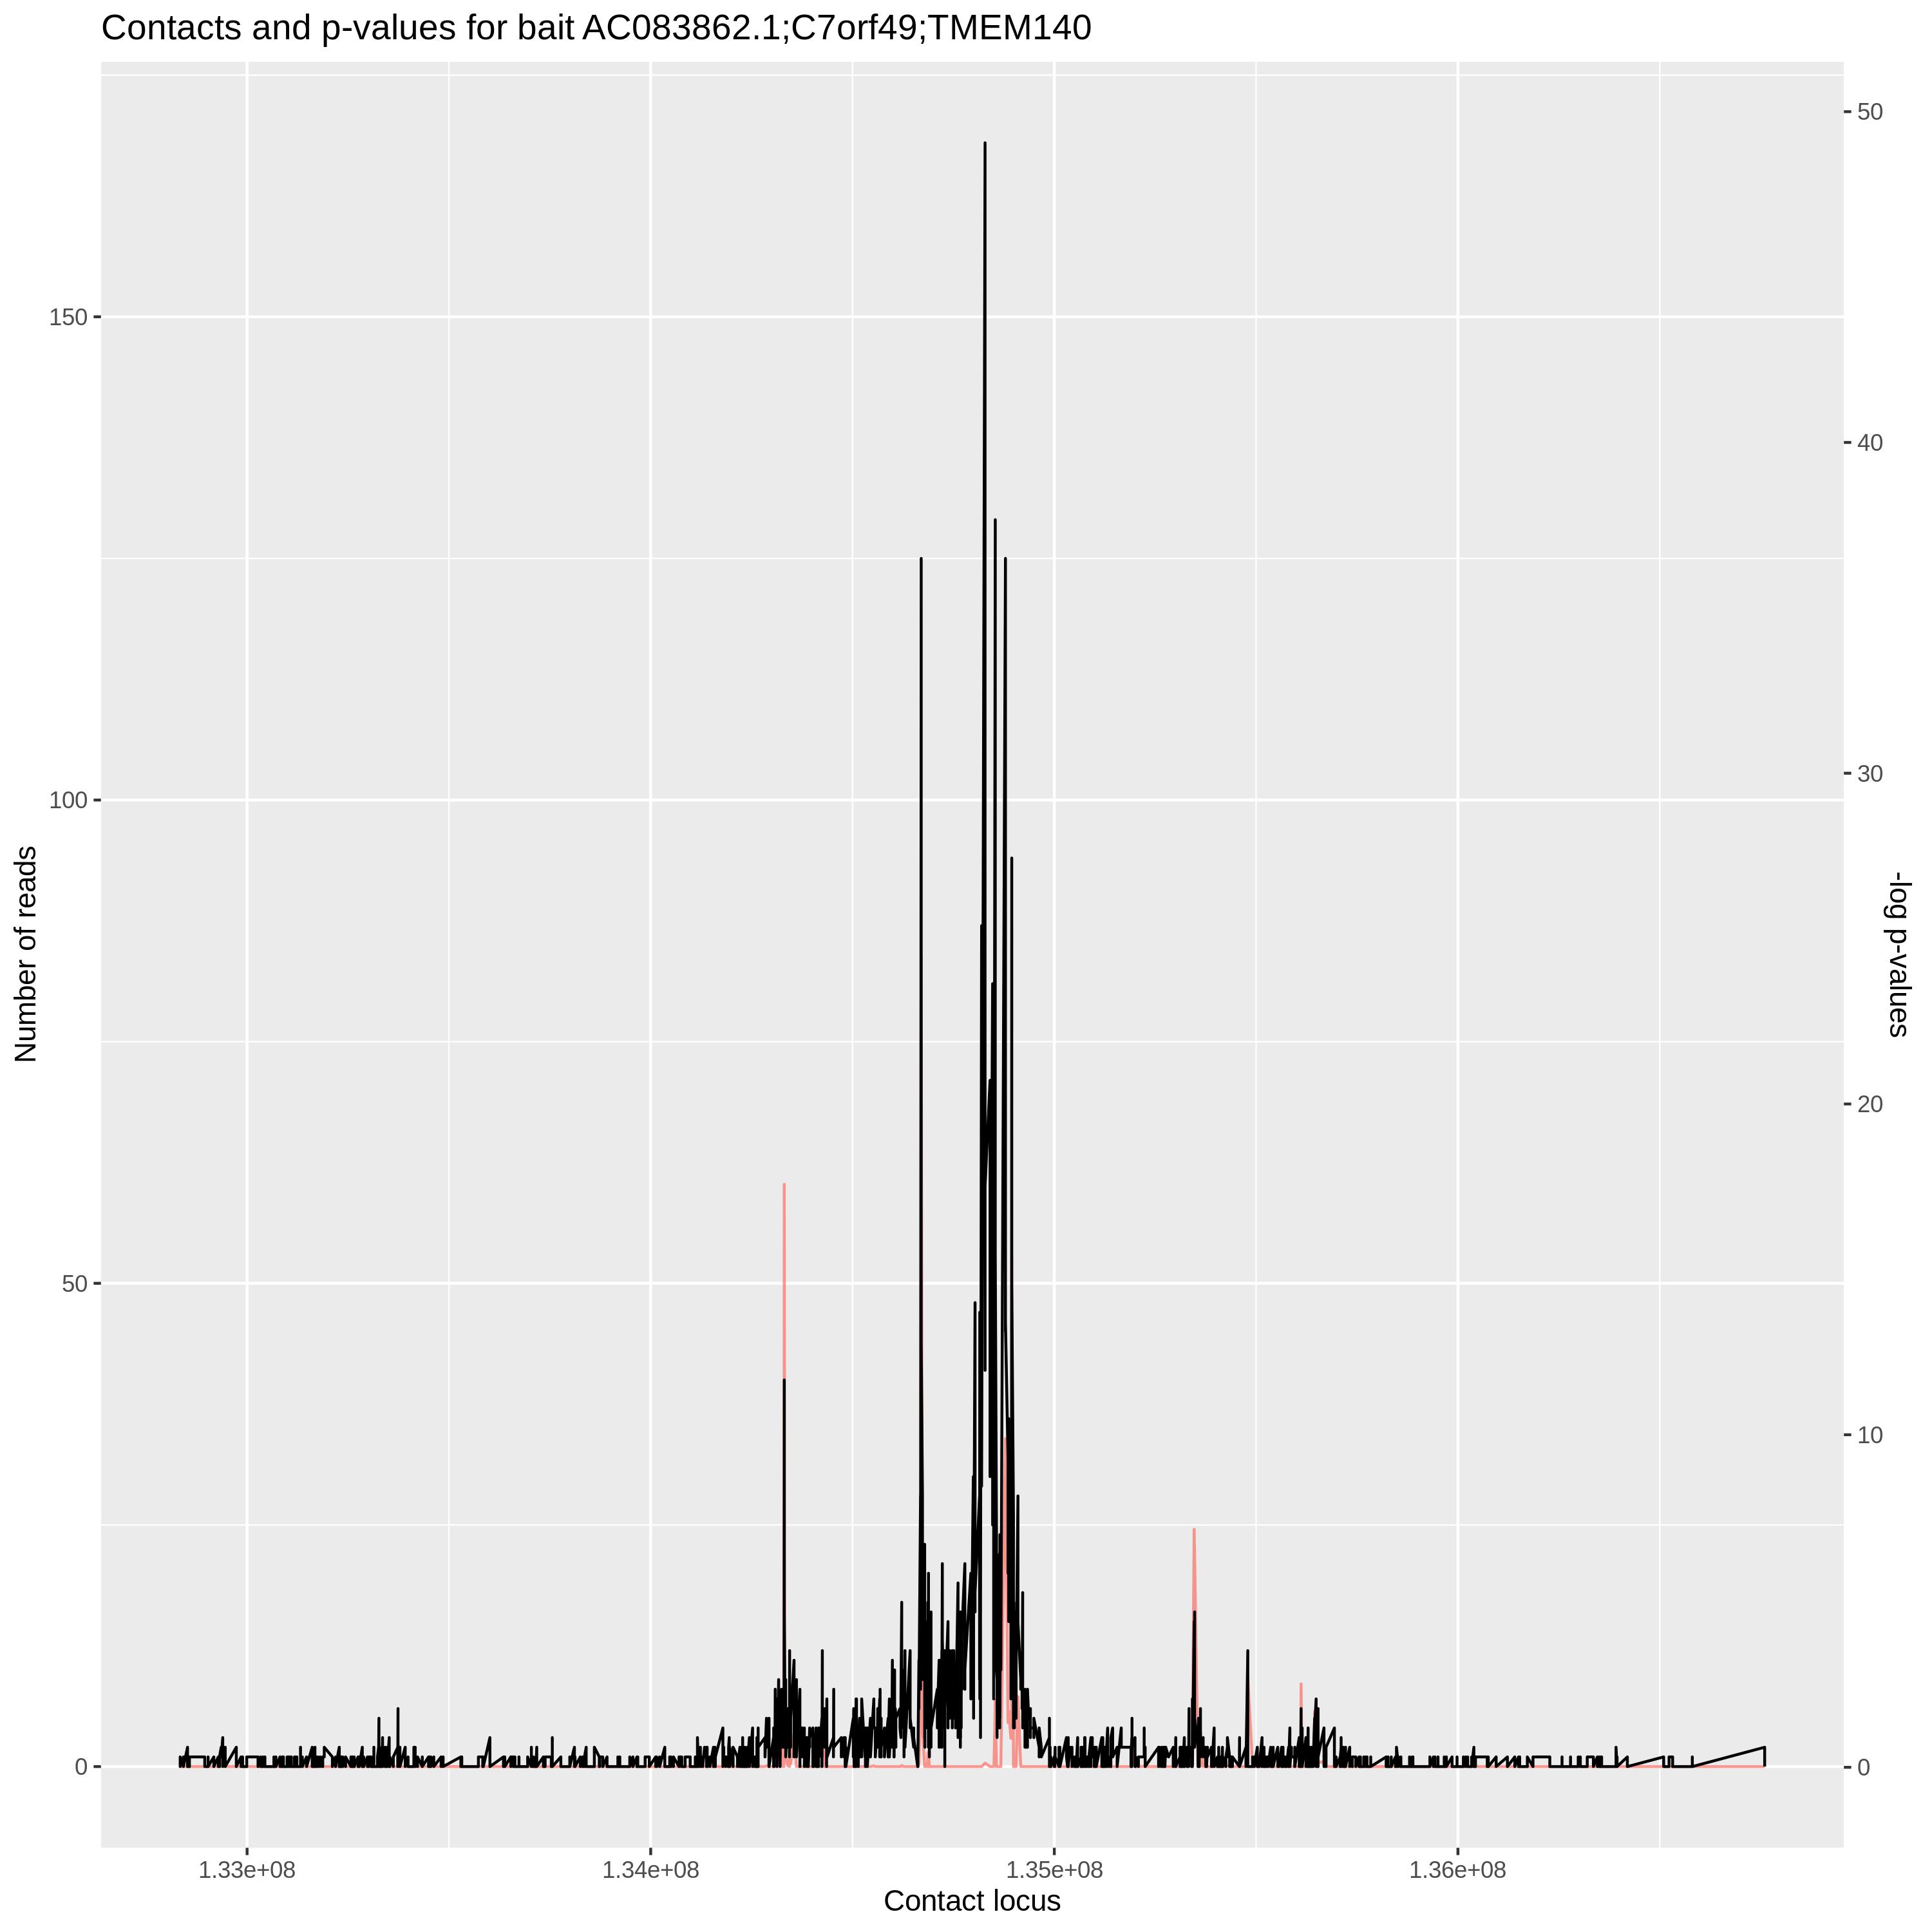 Contacts and p-values for bait AC083862.1;C7orf49;TMEM140
150
100
50
0
Number of reads
50
40
30
20
10
0
-log p-values
1.33e+08 1.34e+08 1.35e+08 1.36e+08
Contact locus